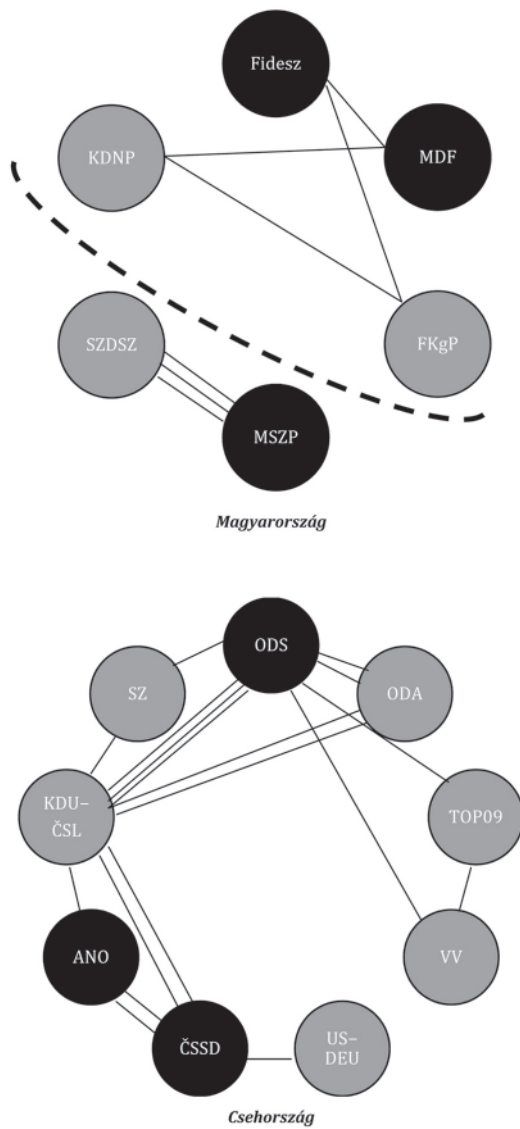 Fidesz
KDNP
MDF
SZDSZ
FKgP
MSZP
Magyarország
ODS
SZ
ODA
KDU–
ČSL
TOP09
ANO
VV
ČSSD
US–
DEU
Csehország